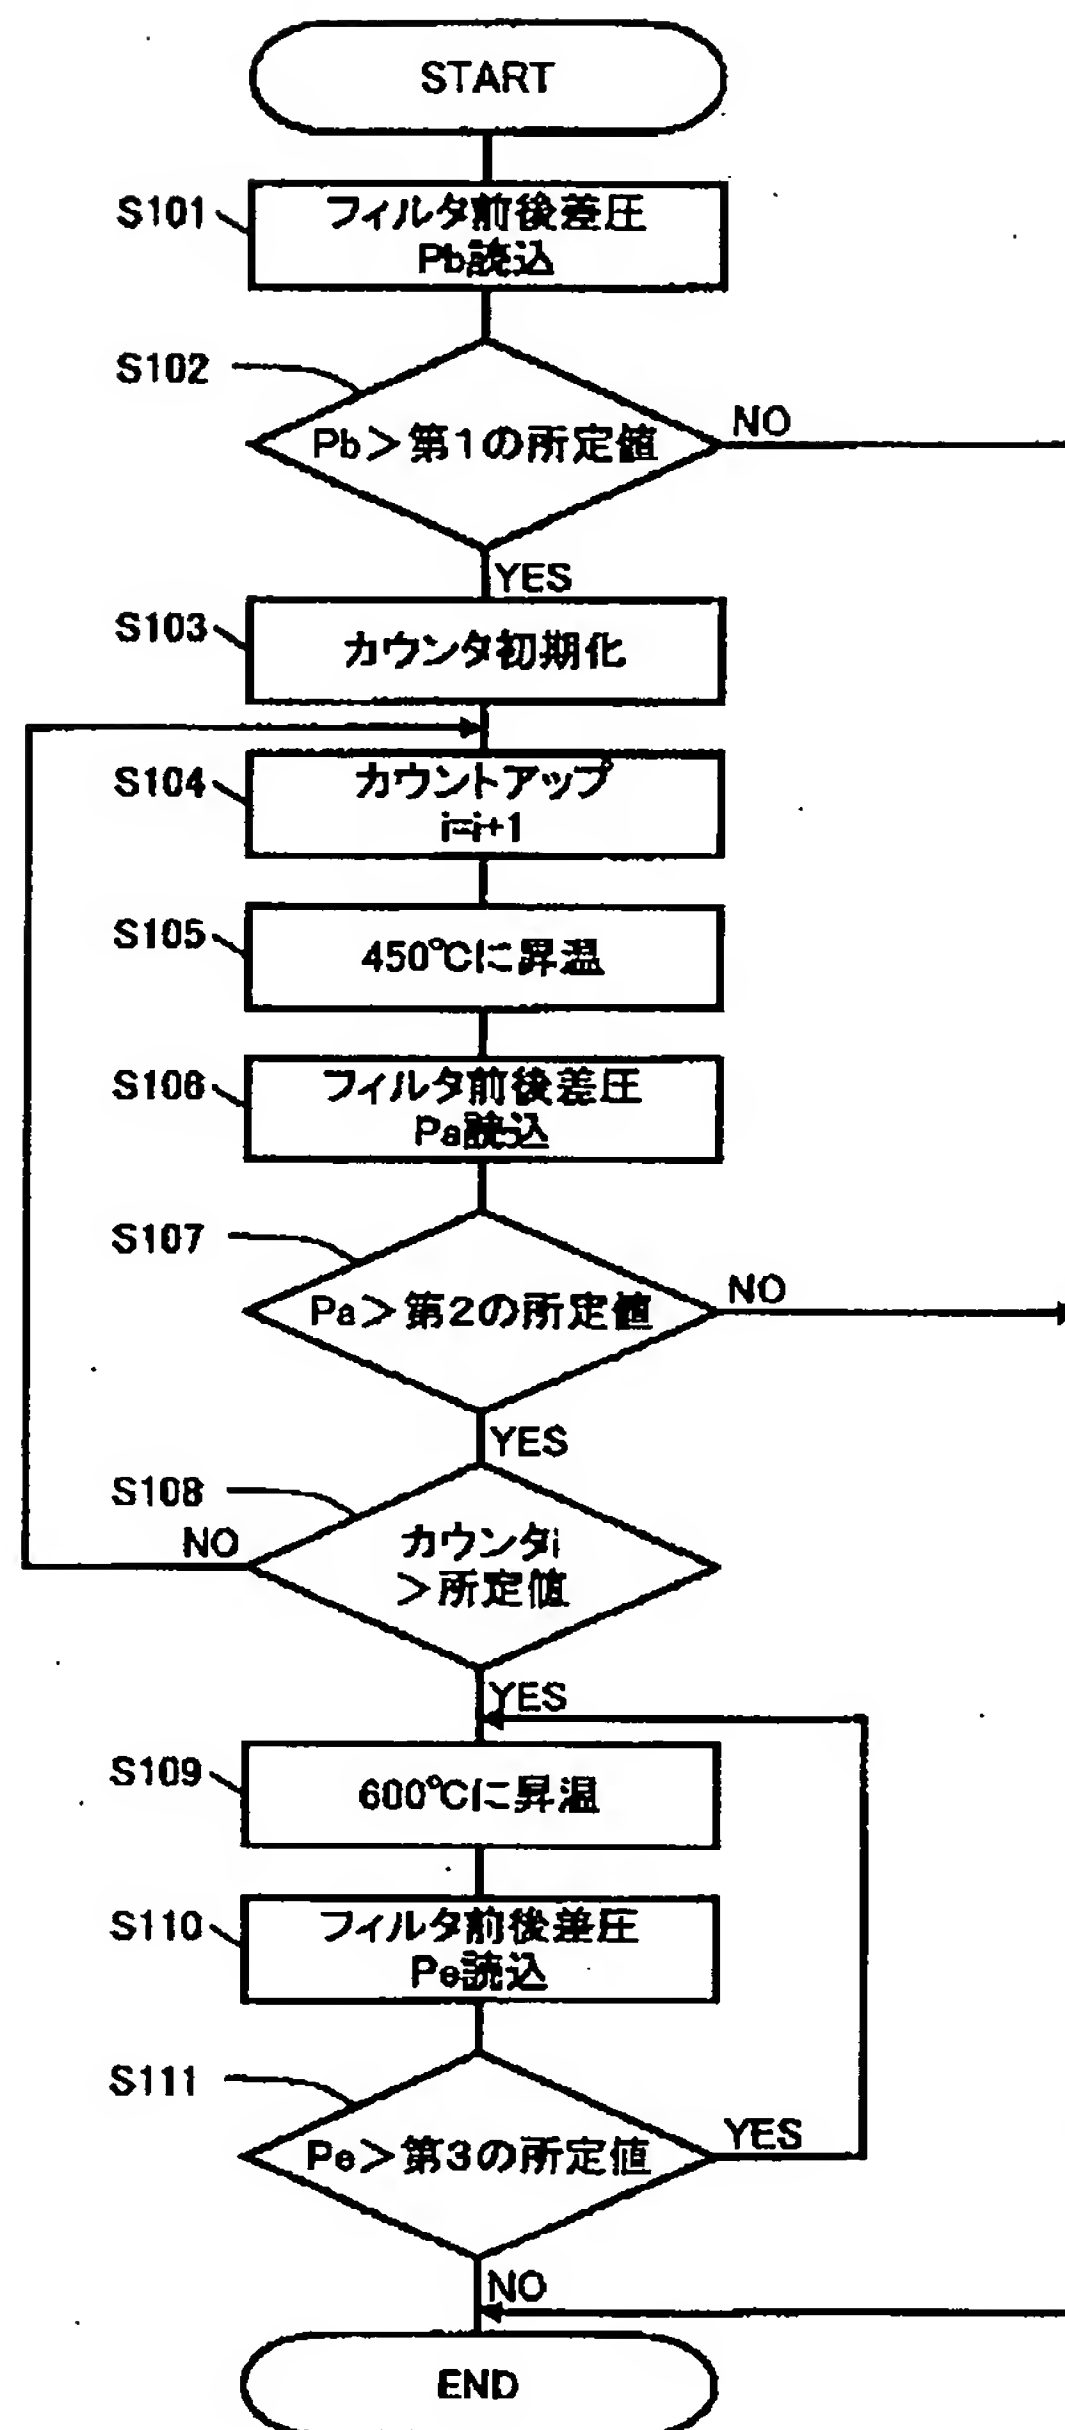 START
S101
フィルタ前後差圧
Pb読込
S102
Pb＞第1の所定値
NO
YES
S103
カウンタ初期化
S104
カウントアップ
i=i+1
S105
450℃に昇温
S106
フィルタ前後差圧
Pa読込
S107
Pa＞第2の所定値
NO
YES
S108
NO
カウンタi
＞所定値
YES
S109
600℃に昇温
S110
フィルタ前後差圧
Pe読込
S111
Pe＞第3の所定値
YES
NO
END